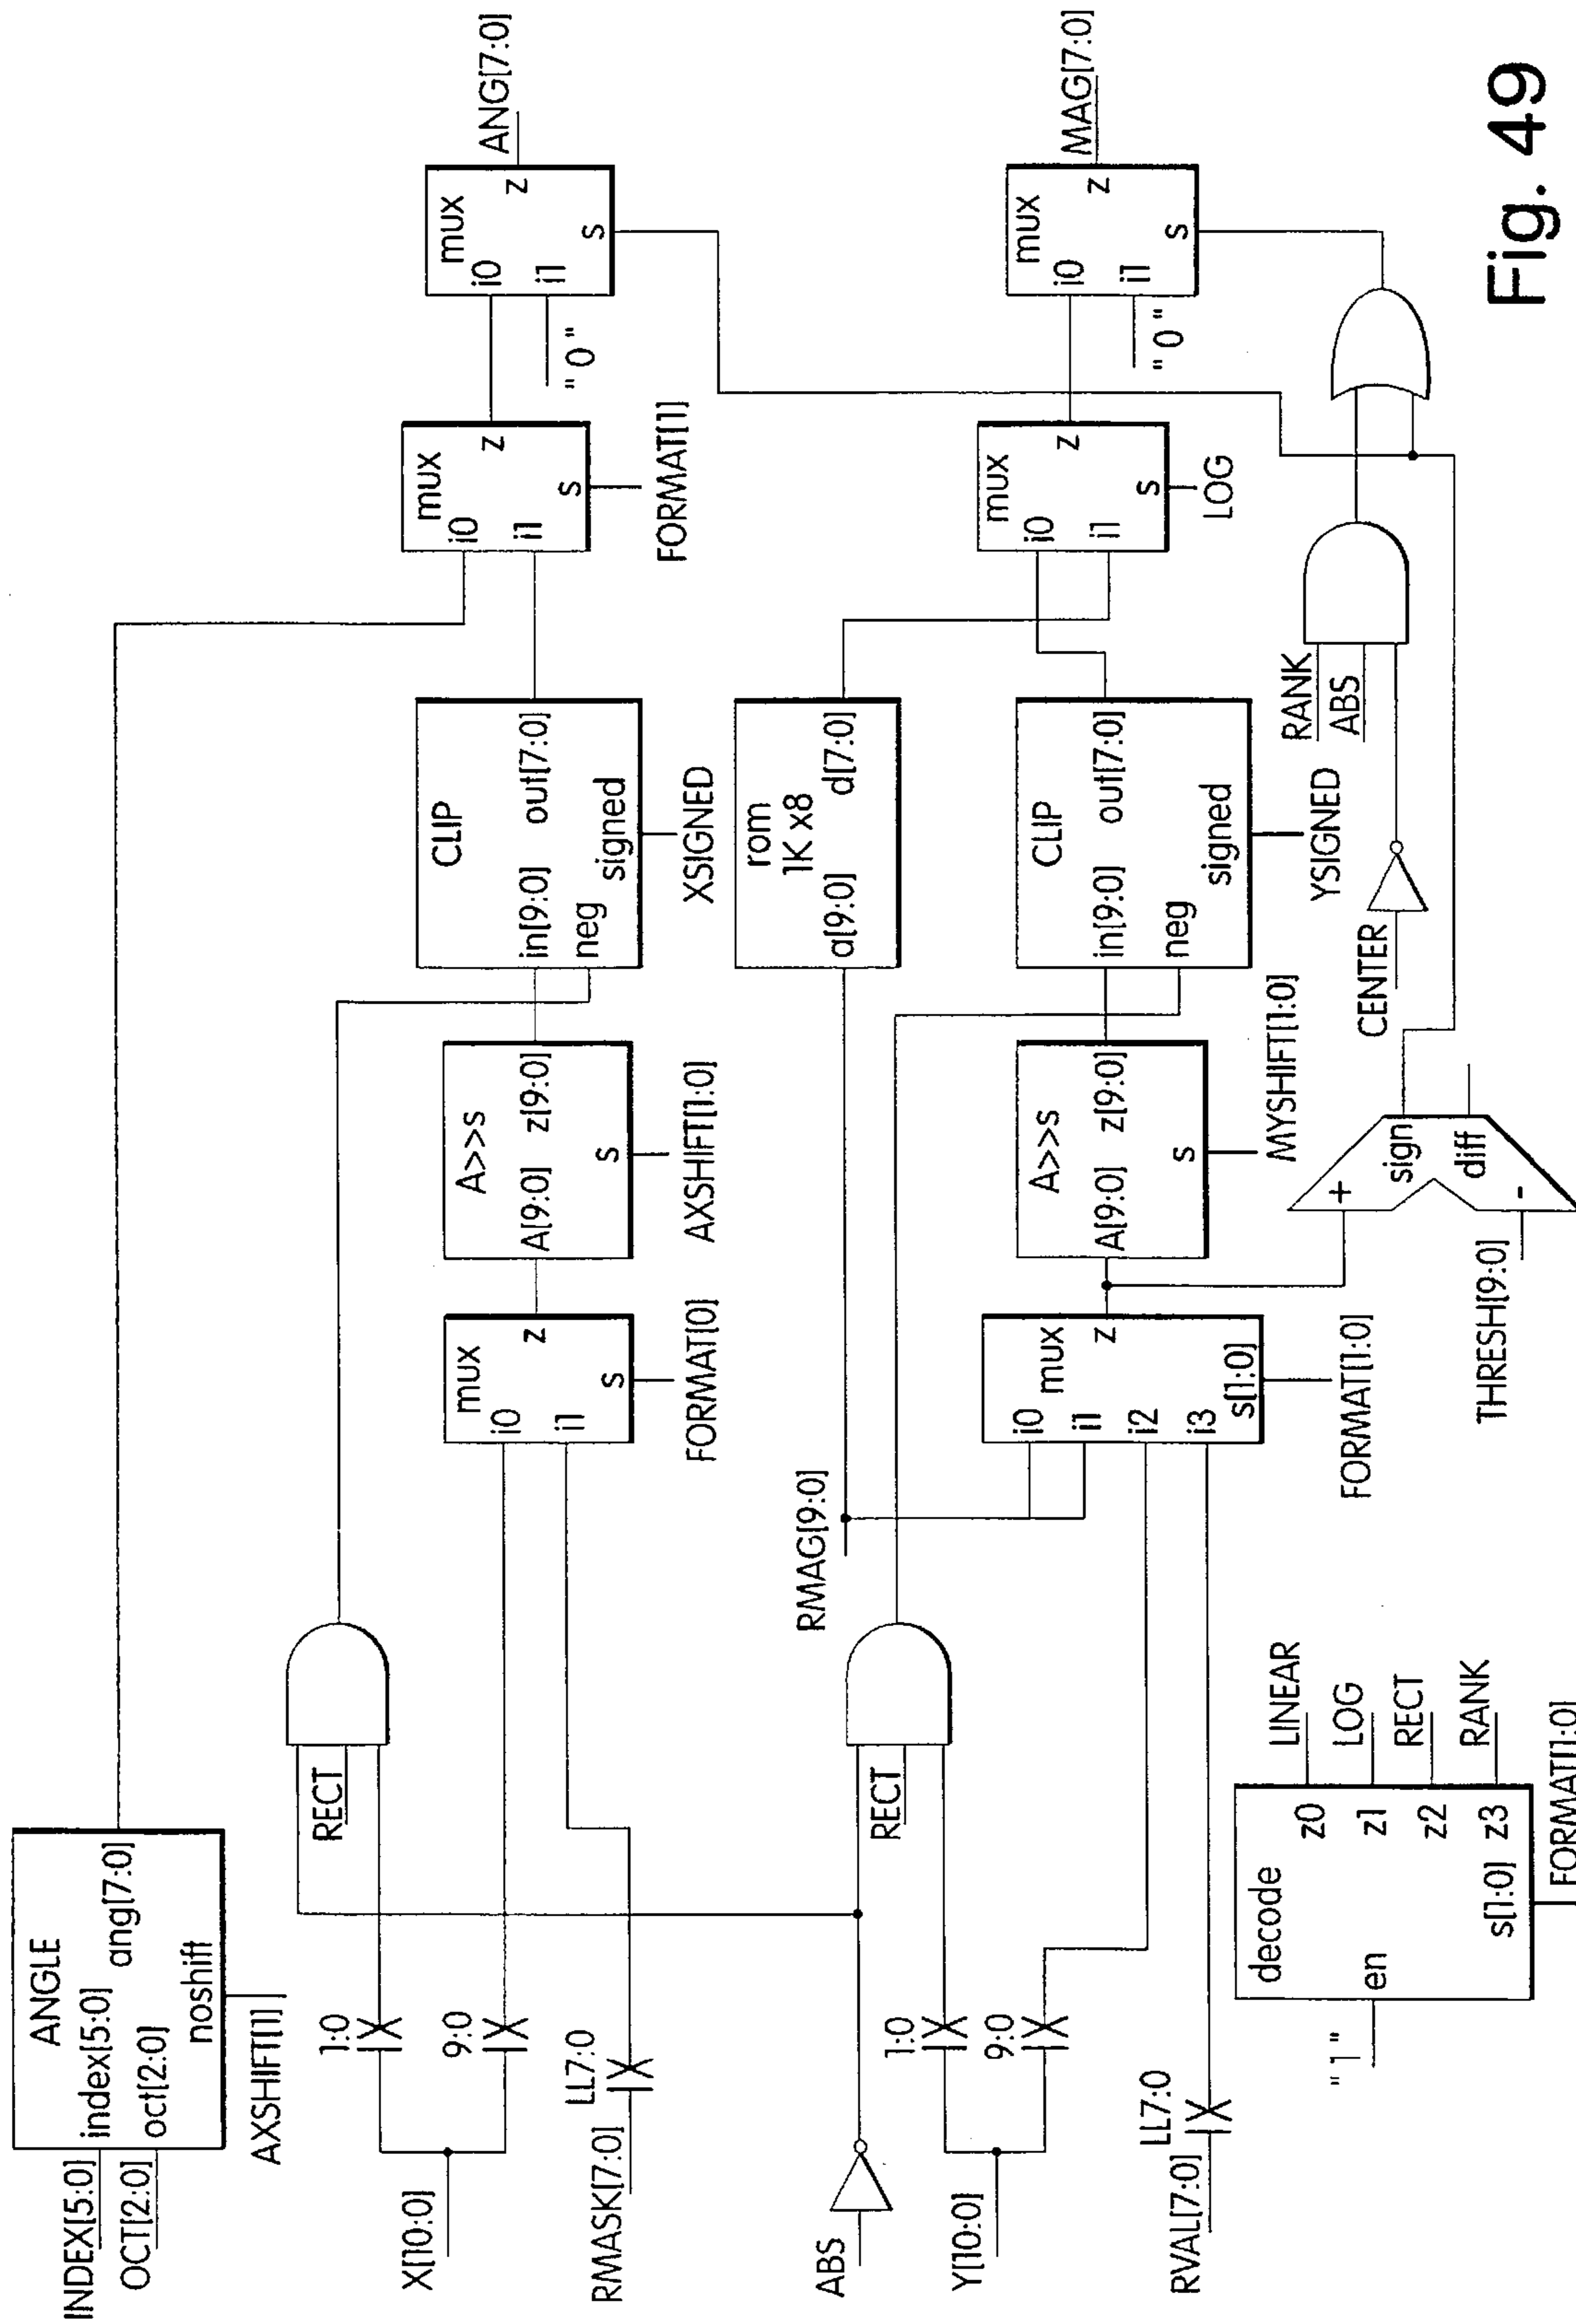 INDEX[5:0]
OCT[2:0]
ANGLE
index[5:0]
oct[2:0]
ang[7:0]
noshift
AXSHIFT[1]
X[10:0]
1:0
9:0
RECT
RMASK[7:0]
LL7:0
mux
i0
i1
z
s
FORMAT[0]
A>>s
A[9:0]
z[9:0]
s
AXSHIFT[1:0]
CLIP
in[9:0]
out[7:0]
neg
signed
XSIGNED
mux
i0
i1
z
s
FORMAT[1]
mux
i0
i1
z
s
"0"
ANG[7:0]
ABS
RMAG[9:0]
rom
1K x8
a[9:0]
d[7:0]
Y[10:0]
1:0
9:0
RECT
RVAL[7:0]
LL7:0
mux
i0
i1
i2
i3
z
s[1:0]
FORMAT[1:0]
A>>s
A[9:0]
z[9:0]
s
MYSHIFT[1:0]
CLIP
in[9:0]
out[7:0]
neg
signed
YSIGNED
mux
i0
i1
z
s
LOG
mux
i0
i1
z
s
"0"
MAG[7:0]
RANK
ABS
CENTER
THRESH[9:0]
+
-
sign
diff
"1"
decode
en
z0
z1
z2
z3
s[1:0]
LINEAR
LOG
RECT
RANK
FORMAT[1:0]
Fig. 49